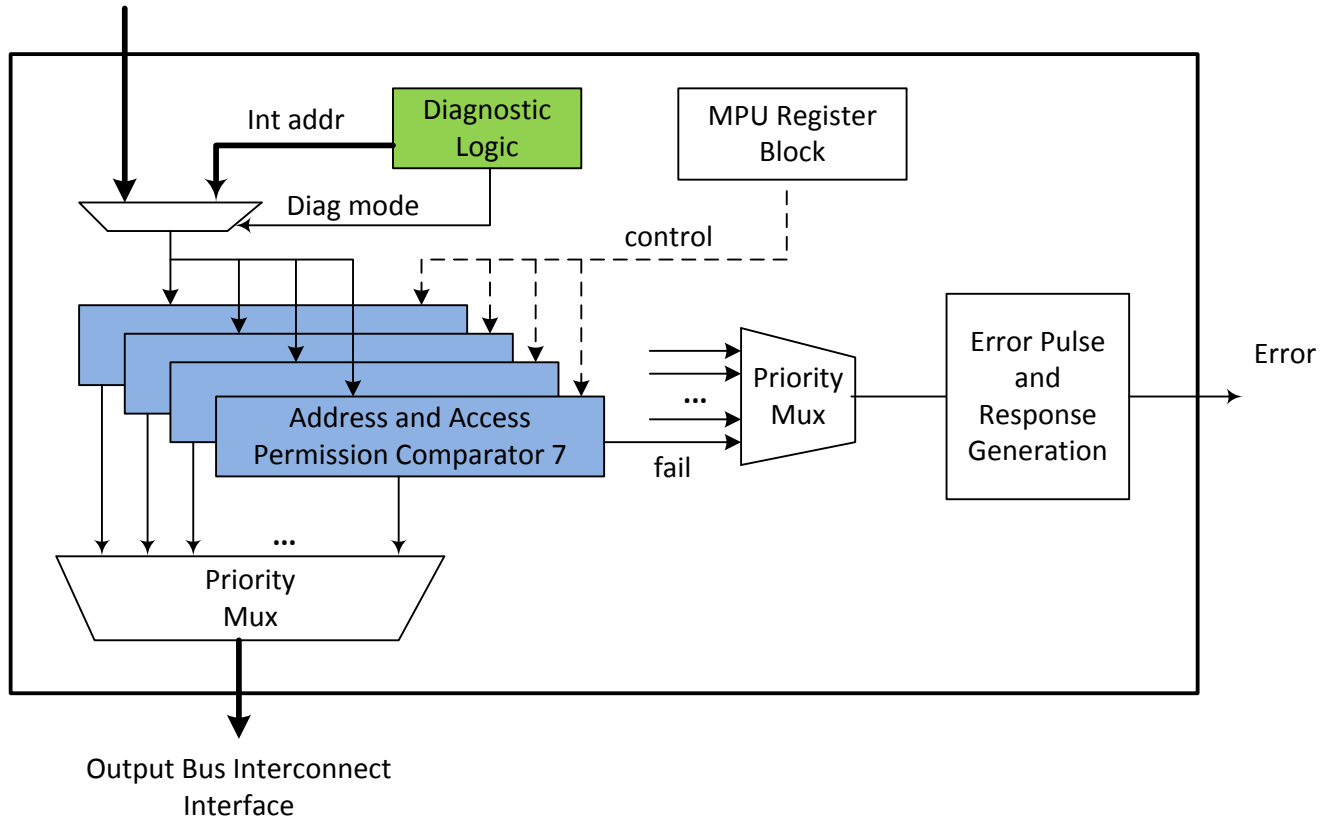 Diagnostic
Logic
Int addr
MPU Register
Block
Diag mode
control
Address and Access
Permission Comparator 7
fail
...
Priority
Mux
Error Pulse
and
Response
Generation
Error
...
Priority
Mux
Output Bus Interconnect
Interface